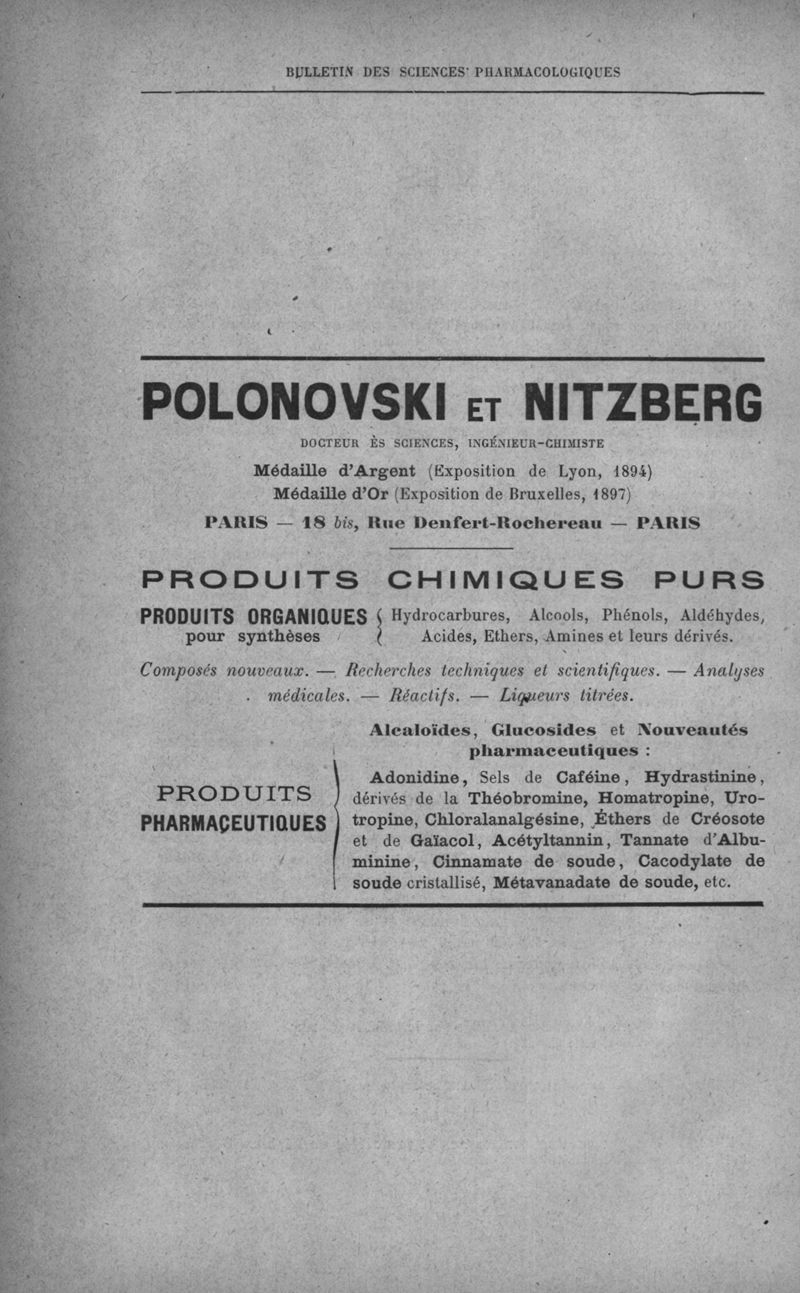 BULLETIN DES SCIENCES PHARMACOLOGIQUES
POLONOVSKI ET NITZBERG
DOCTEUR ÈS SCIENCES, INGÉNIEUR-CHIMISTE
Médaille d'Argent (Exposition de Lyon, 1894)
Médaille d'Or (Exposition de Bruxelles, 1897)
PARIS — 18 bis, Rue Denfert-Rochereau — PARIS
PRODUITS CHIMIQUES PURS
PRODUITS ORGANIQUES
pour synthèses
Hydrocarbures, Alcools, Phénols, Aldéhydes,
Acides, Ethers, Amines et leurs dérivés.
Composés nouveaux. — Recherches techniques et scientifiques. — Analyses
médicales. — Réactifs. — Liqueurs titrées.
PRODUITS
PHARMACEUTIQUES
Alcaloïdes, Glucosides et Nouveautés
pharmaceutiques :
Adonidine, Sels de Caféine, Hydrastinine,
dérivés de la Théobromine, Homatropine, Uro-
tropine, Chloralanalgésine, Éthers de Créosote
et de Gaïacol, Acétyltannin, Tannate d'Albu-
minine, Cinnamate de soude, Cacodylate de
soude cristallisé, Métavanadate de soude, etc.